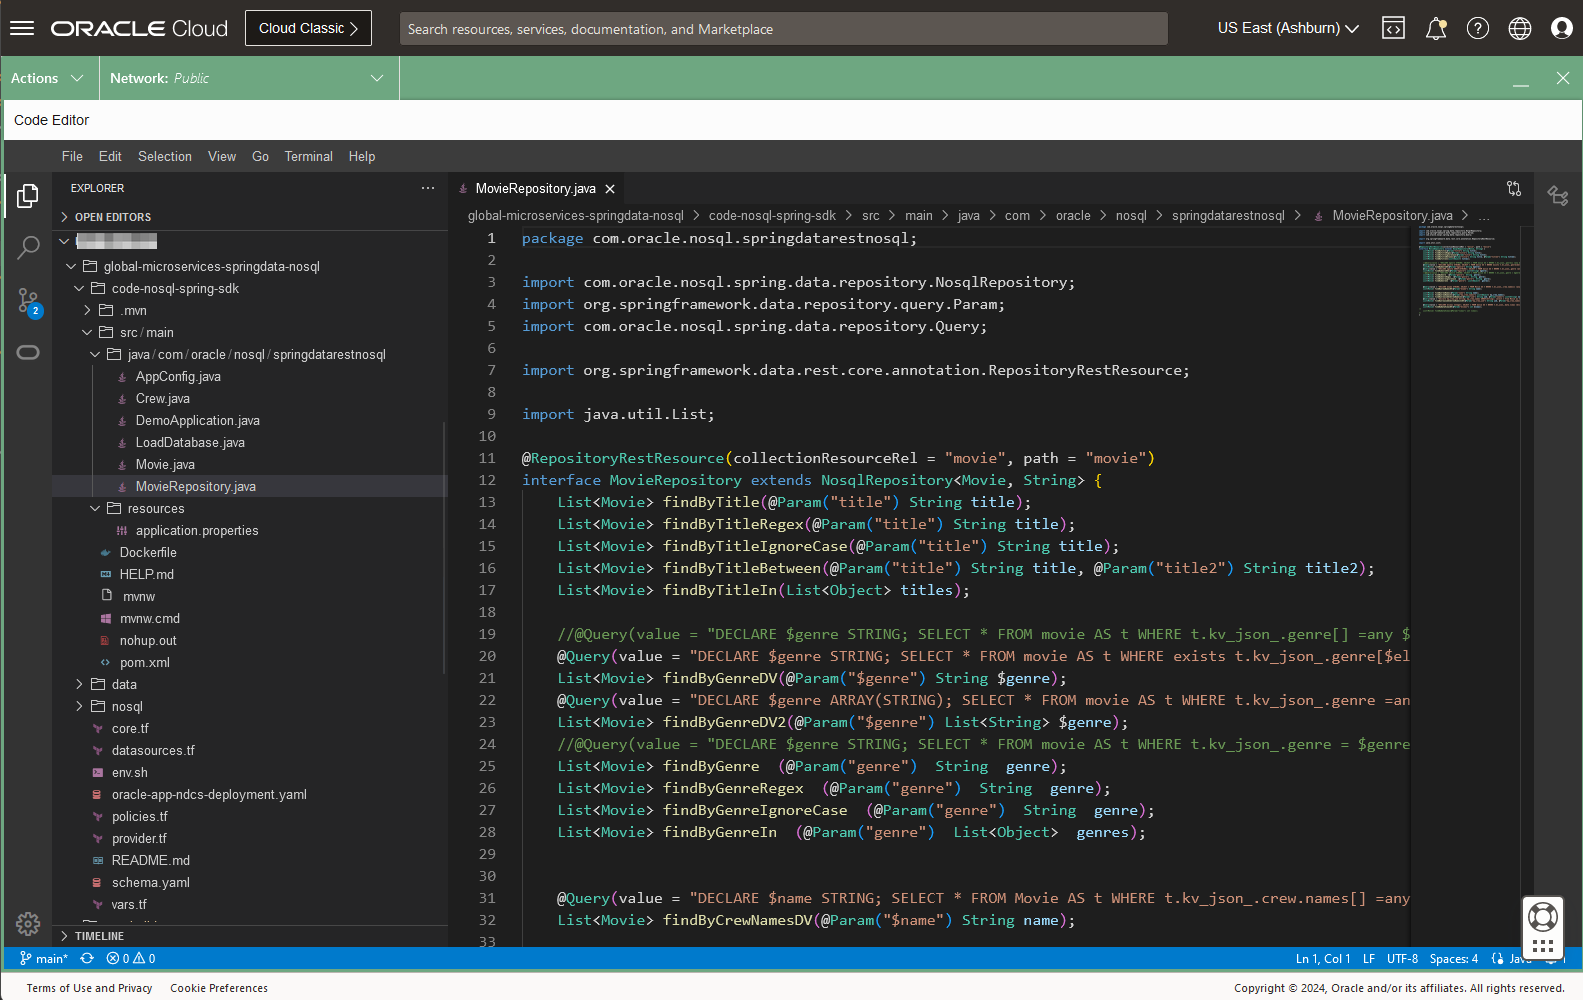 ORACLE Cloud
Cloud Classic
Search resources, services, documentation, and Marketplace
US East (Ashburn)
Actions
Network: Public
Code Editor
File Edit Selection View Go Terminal Help
EXPLORER
OPEN EDITORS
global-microservices-springdata-nosql
code-nosql-spring-sdk
.mvn
src/main
java/com/oracle/nosql/springdatarestnosql
AppConfig.java
Crew.java
DemoApplication.java
LoadDatabase.java
Movie.java
MovieRepository.java
resources
application.properties
Dockerfile
HELP.md
mvnw
mvnw.cmd
nohup.out
pom.xml
data
nosql
core.tf
datasources.tf
env.sh
oracle-app-ndcs-deployment.yaml
policies.tf
provider.tf
README.md
schema.yaml
vars.tf
TIMELINE
2
MovieRepository.java
global-microservices-springdata-nosql > code-nosql-spring-sdk > src > main > java > com > oracle > nosql > springdatarestnosql > MovieRepository.java > ...
1 package com.oracle.nosql.springdatarestnosql;
2
3 import com.oracle.nosql.spring.data.repository.NosqlRepository;
4 import org.springframework.data.repository.query.Param;
5 import com.oracle.nosql.spring.data.repository.Query;
6
7 import org.springframework.data.rest.core.annotation.RepositoryRestResource;
8
9 import java.util.List;
10
11 @RepositoryRestResource(collectionResourceRel = "movie", path = "movie")
12 interface MovieRepository extends NosqlRepository<Movie, String> {
13 List<Movie> findByTitle(@Param("title") String title);
14 List<Movie> findByTitleRegex(@Param("title") String title);
15 List<Movie> findByTitleIgnoreCase(@Param("title") String title);
16 List<Movie> findByTitleBetween(@Param("title") String title, @Param("title2") String title2);
17 List<Movie> findByTitleIn(List<Object> titles);
18
19 //@Query(value = "DECLARE $genre STRING; SELECT * FROM movie AS t WHERE t.kv_json_.genre[] =any $
20 @Query(value = "DECLARE $genre STRING; SELECT * FROM movie AS t WHERE exists t.kv_json_.genre[$el
21 List<Movie> findByGenreDV(@Param("$genre") String $genre);
22 @Query(value = "DECLARE $genre ARRAY(STRING); SELECT * FROM movie AS t WHERE t.kv_json_.genre =an
23 List<Movie> findByGenreDV2(@Param("$genre") List<String> $genre);
24 //@Query(value = "DECLARE $genre STRING; SELECT * FROM movie AS t WHERE t.kv_json_.genre = $genre
25 List<Movie> findByGenre (@Param("genre") String genre);
26 List<Movie> findByGenreRegex (@Param("genre") String genre);
27 List<Movie> findByGenreIgnoreCase (@Param("genre") String genre);
28 List<Movie> findByGenreIn (@Param("genre") List<Object> genres);
29
30
31 @Query(value = "DECLARE $name STRING; SELECT * FROM Movie AS t WHERE t.kv_json_.crew.names[] =any
32 List<Movie> findByCrewNamesDV(@Param("$name") String name);
33
main* 0 0
Ln 1, Col 1 LF UTF-8 Spaces: 4 Java
Terms of Use and Privacy Cookie Preferences
Copyright © 2024, Oracle and/or its affiliates. All rights reserved.